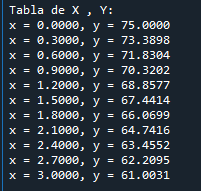 Tabla de X , Y:
x = 0.0000, y = 75.0000
x = 0.3000, y = 73.3898
x = 0.6000, y = 71.8304
x = 0.9000, y = 70.3202
x = 1.2000, y = 68.8577
x = 1.5000, y = 67.4414
x = 1.8000, y = 66.0699
x = 2.1000, y = 64.7416
x = 2.4000, y = 63.4552
x = 2.7000, y = 62.2095
x = 3.0000, y = 61.0031